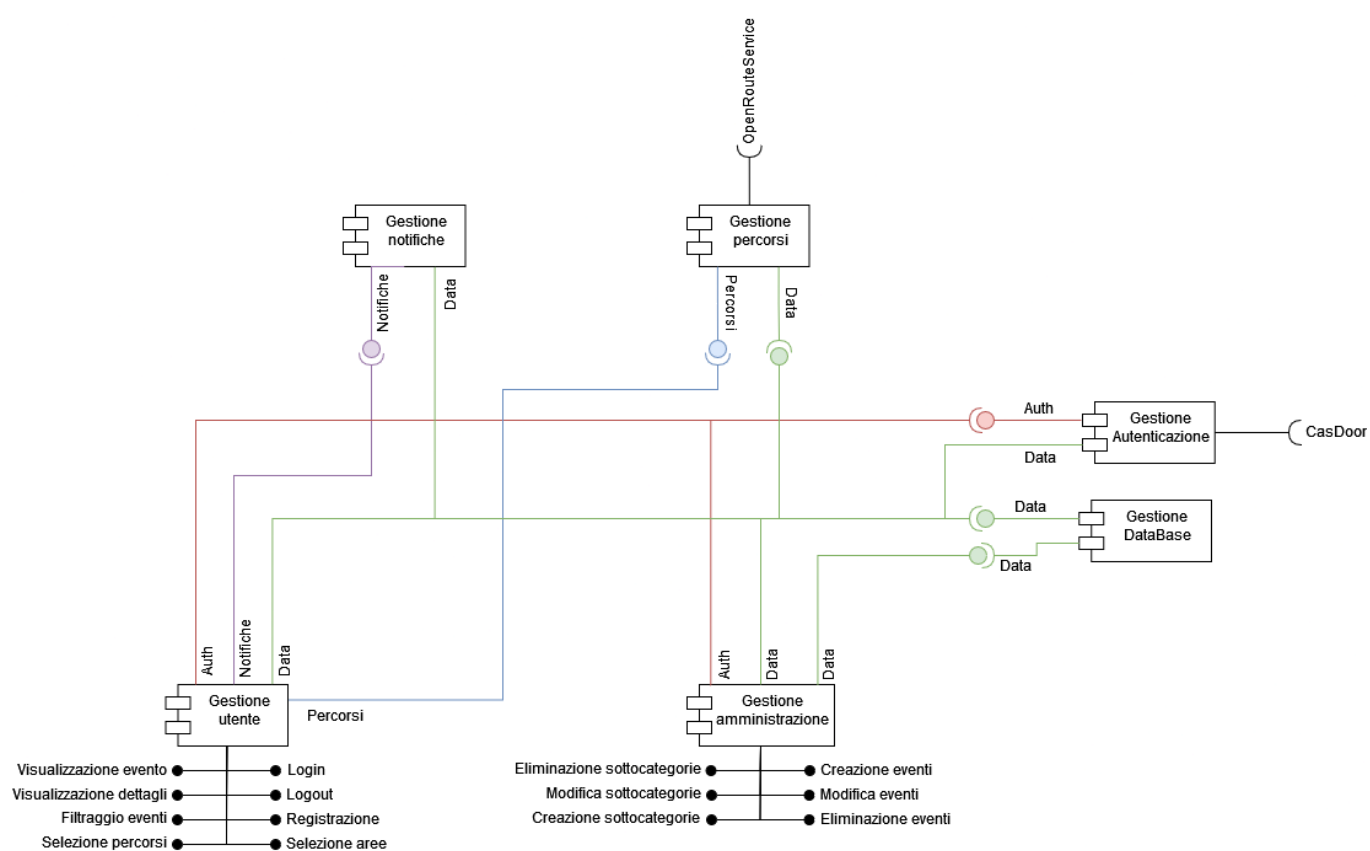 OpenRouteService
Gestione
notifiche
Gestione
percorsi
Notifiche
Data
Percorsi
Data
Auth
Gestione
Autenticazione
CasDoor
Data
Data
Gestione
DataBase
Data
Auth
Notifiche
Data
Auth
Data
Data
Gestione
utente
Percorsi
Gestione
amministrazione
Visualizzazione evento
Login
Visualizzazione dettagli
Logout
Filtraggio eventi
Registrazione
Selezione percorsi
Selezione aree
Eliminazione sottocategorie
Creazione eventi
Modifica sottocategorie
Modifica eventi
Creazione sottocategorie
Eliminazione eventi